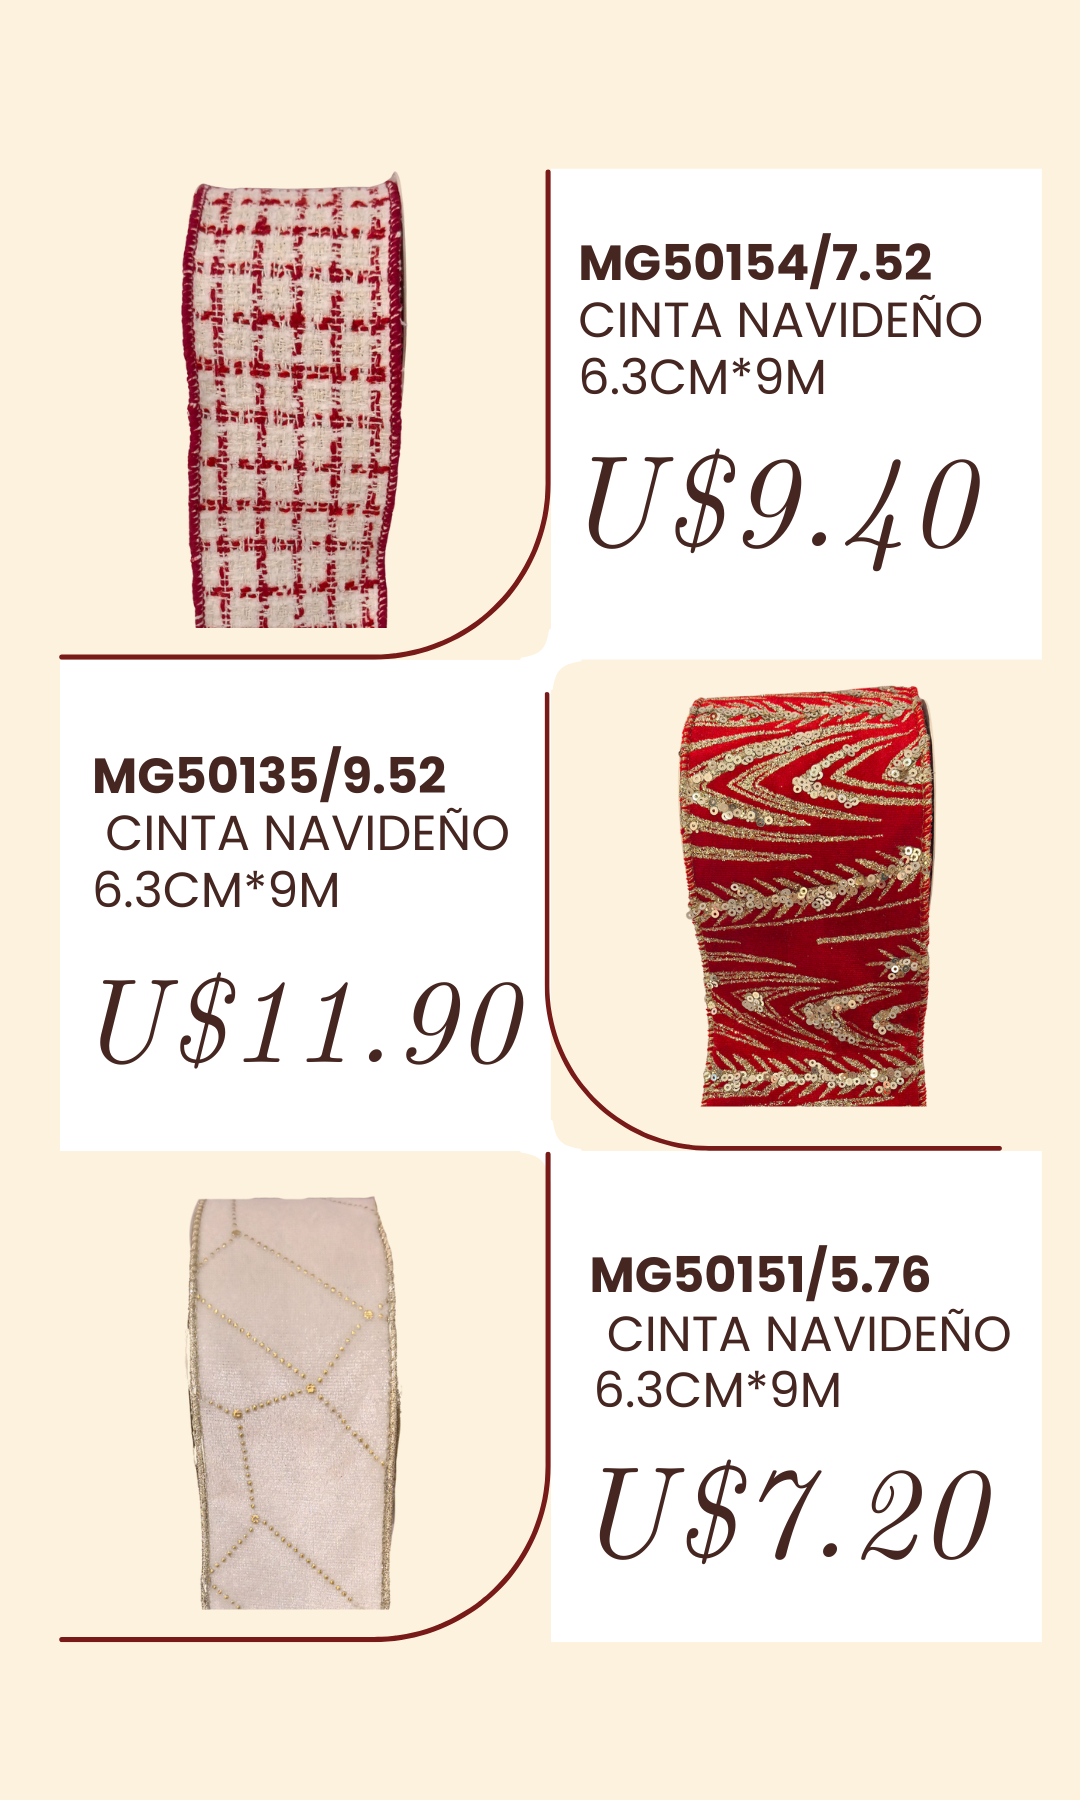 MG50154/7.52
CINTA NAVIDEÑO
6.3CM*9M
U$9.40
MG50135/9.52
CINTA NAVIDEÑO
6.3CM*9M
U$11.90
MG50151/5.76
CINTA NAVIDEÑO
6.3CM*9M
U$7.20